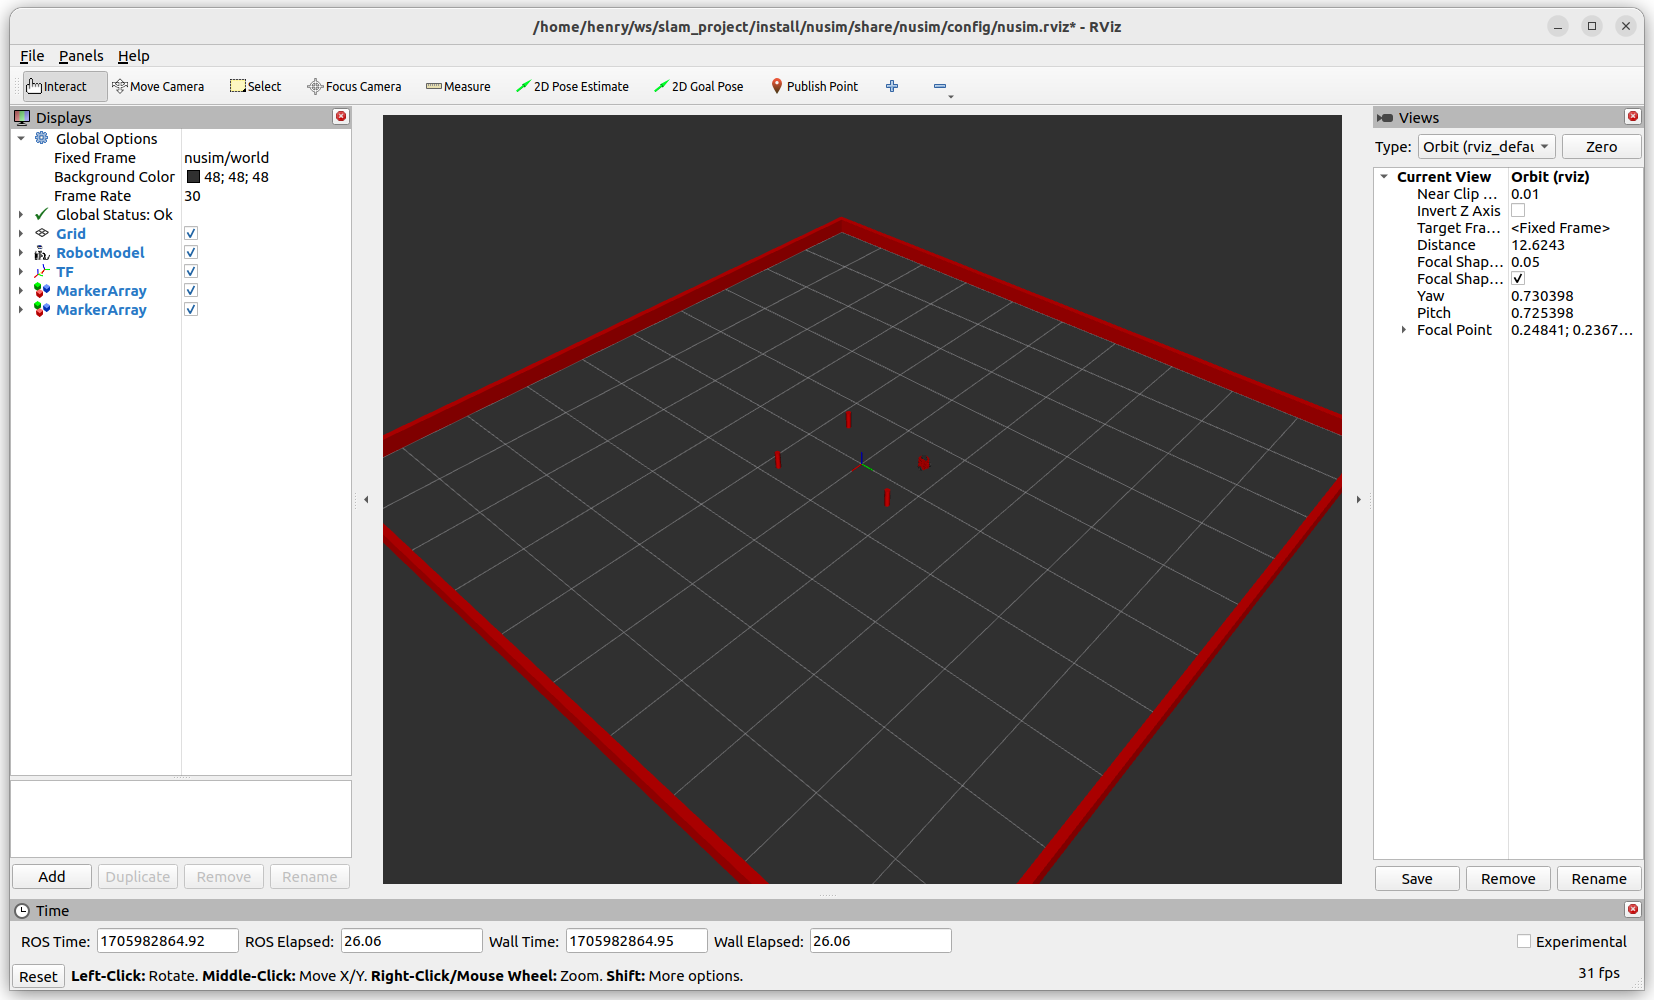 /home/henry/ws/slam_project/install/nusim/share/nusim/config/nusim.rviz* - RViz
File Panels Help
Interact Move Camera Select Focus Camera Measure 2D Pose Estimate 2D Goal Pose Publish Point
Displays
Global Options
Fixed Frame nusim/world
Background Color 48; 48; 48
Frame Rate 30
Global Status: Ok
Grid
RobotModel
TF
MarkerArray
MarkerArray
Add Duplicate Remove Rename
Views
Type: Orbit (rviz_defau Zero
Current View Orbit (rviz)
Near Clip ... 0.01
Invert Z Axis
Target Fra... <Fixed Frame>
Distance 12.6243
Focal Shap... 0.05
Focal Shap...
Yaw 0.730398
Pitch 0.725398
Focal Point 0.24841; 0.2367...
Save Remove Rename
Time
ROS Time: 1705982864.92 ROS Elapsed: 26.06 Wall Time: 1705982864.95 Wall Elapsed: 26.06 Experimental
Reset Left-Click: Rotate. Middle-Click: Move X/Y. Right-Click/Mouse Wheel: Zoom. Shift: More options. 31 fps